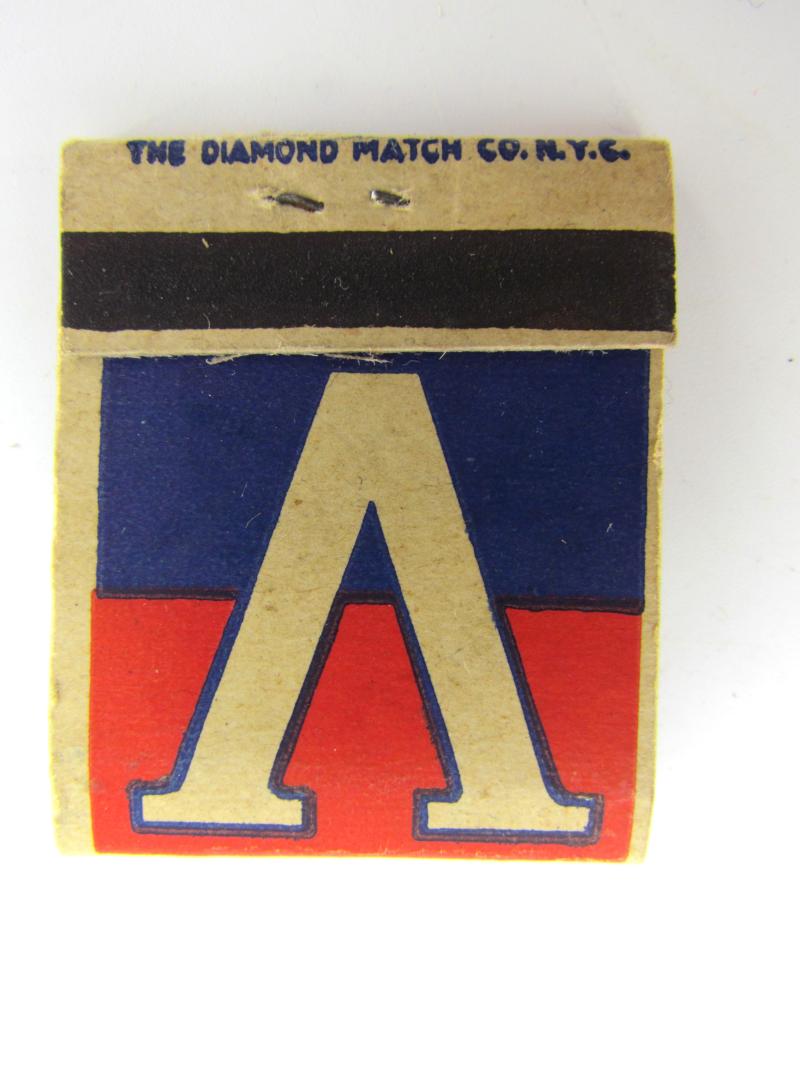 THE DIAMOND MATCH CO. N.Y.C.
V